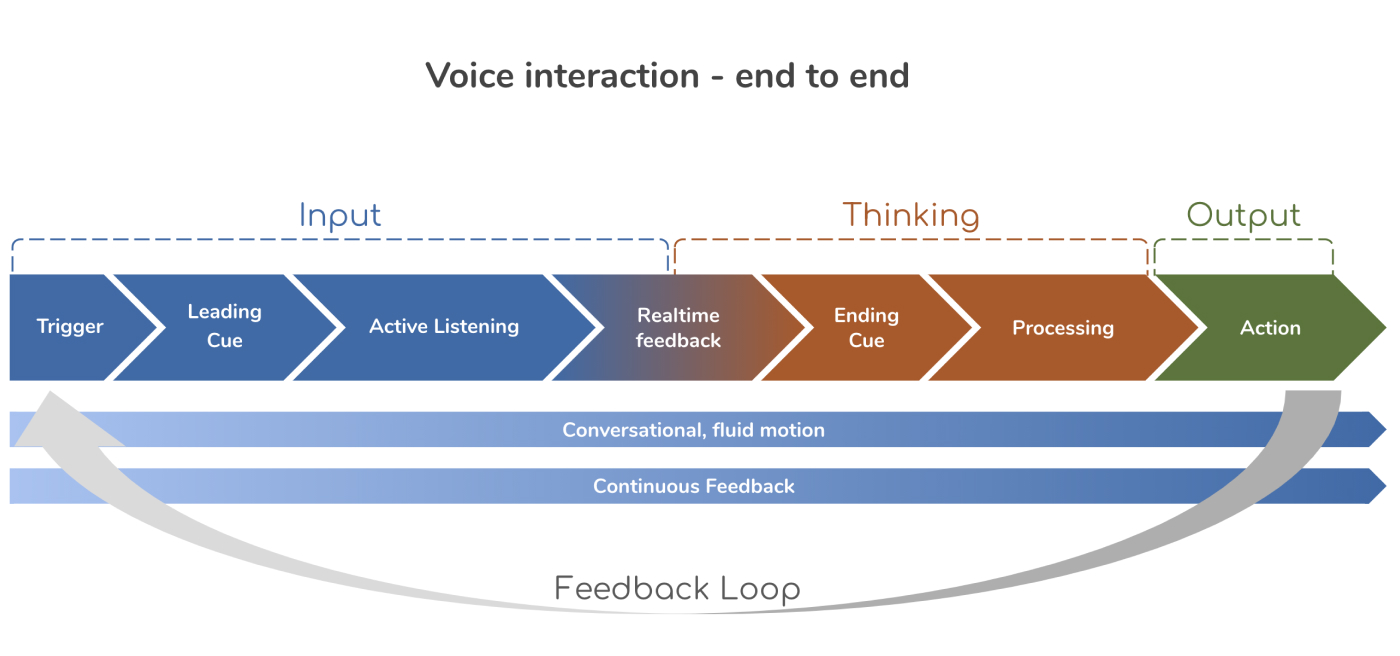 Voice interaction - end to end
Input
Thinking
Output
Trigger
Leading
Cue
Active Listening
Realtime
feedback
Ending
Cue
Processing
Action
Conversational, fluid motion
Continuous Feedback
Feedback Loop